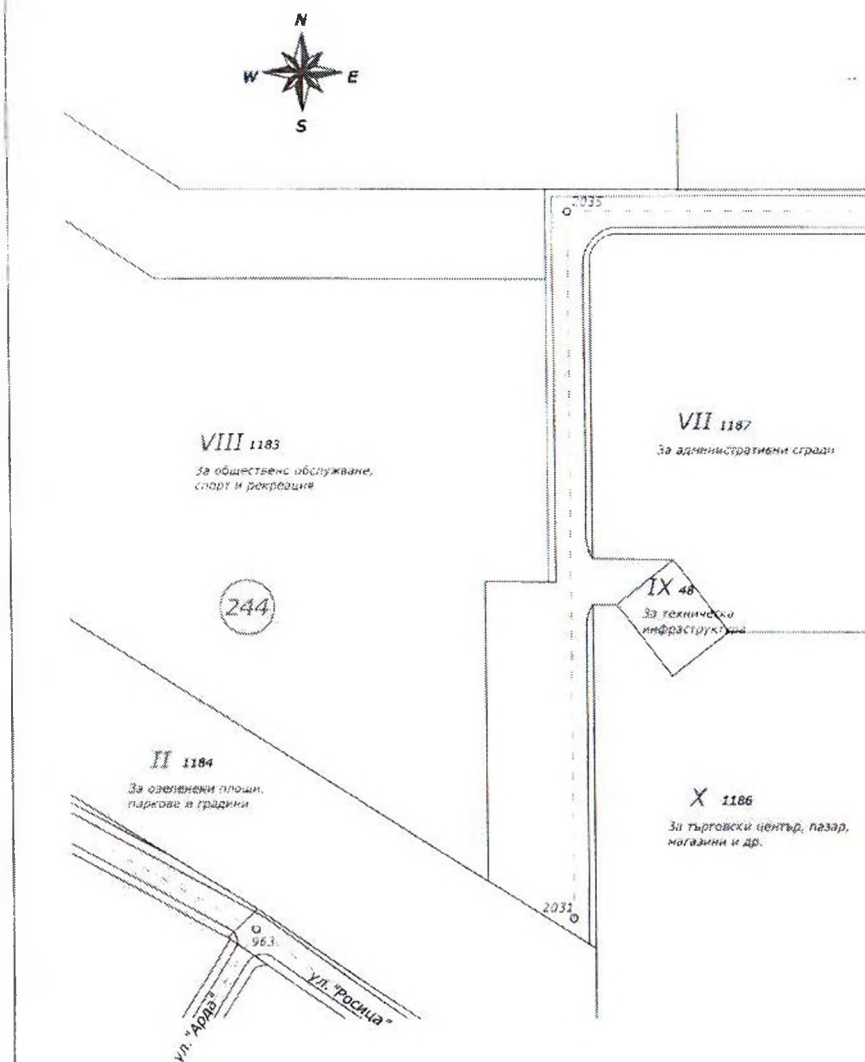 N
W E
S
2035
VIII 1183
За обществено обслужване,
спорт и рекреация
VII 1187
За административни сгради
244
IX 48
За техническа
инфраструктура
II 1184
За озеленени площи,
паркове и градини
X 1186
За търговски център, пазар,
магазини и др.
2031
963
ул. "Росица"
ул. "Арда"